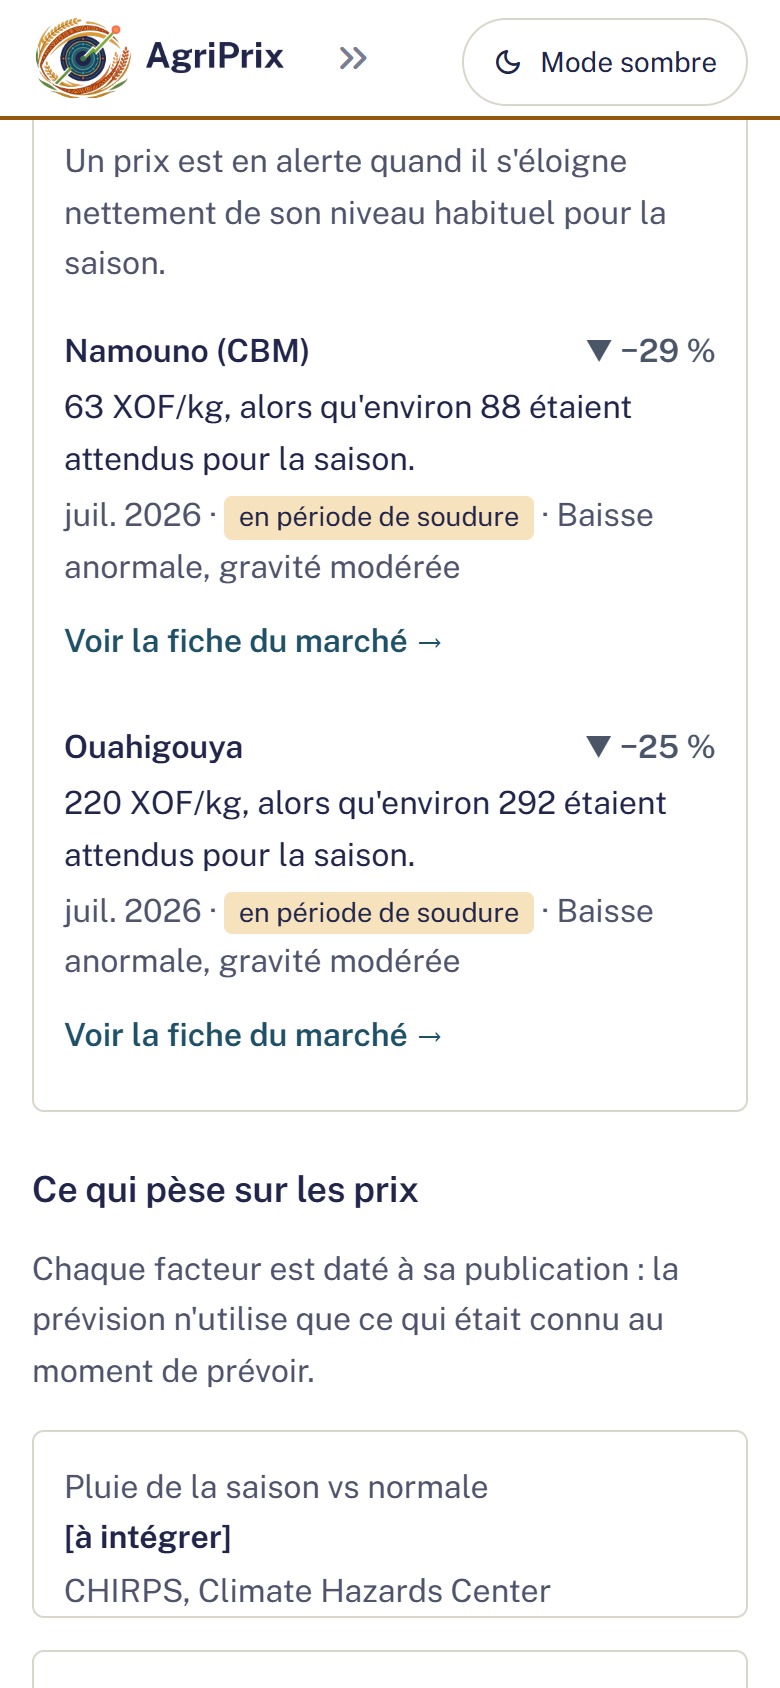 AgriPrix
Mode sombre
Un prix est en alerte quand il s'éloigne
nettement de son niveau habituel pour la
saison.
Namouno (CBM) ▼ −29 %
63 XOF/kg, alors qu'environ 88 étaient
attendus pour la saison.
juil. 2026 · en période de soudure · Baisse
anormale, gravité modérée
Voir la fiche du marché →
Ouahigouya ▼ −25 %
220 XOF/kg, alors qu'environ 292 étaient
attendus pour la saison.
juil. 2026 · en période de soudure · Baisse
anormale, gravité modérée
Voir la fiche du marché →
Ce qui pèse sur les prix
Chaque facteur est daté à sa publication : la
prévision n'utilise que ce qui était connu au
moment de prévoir.
Pluie de la saison vs normale
[à intégrer]
CHIRPS, Climate Hazards Center